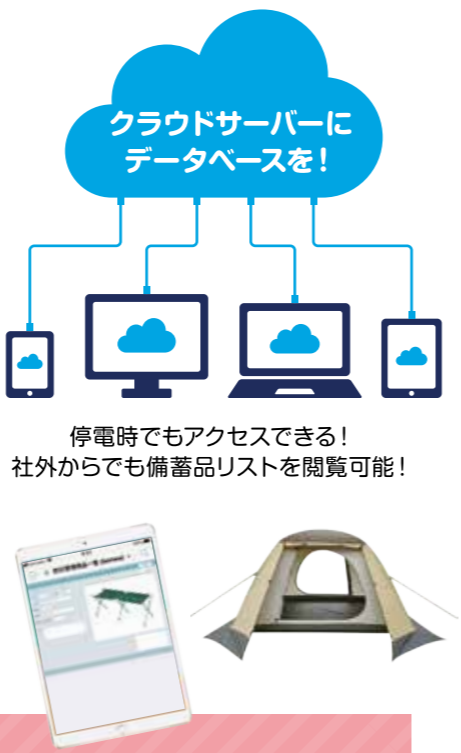 クラウドサーバーに
データベースを！
停電時でもアクセスできる！
社外からでも備蓄品リストを閲覧可能！